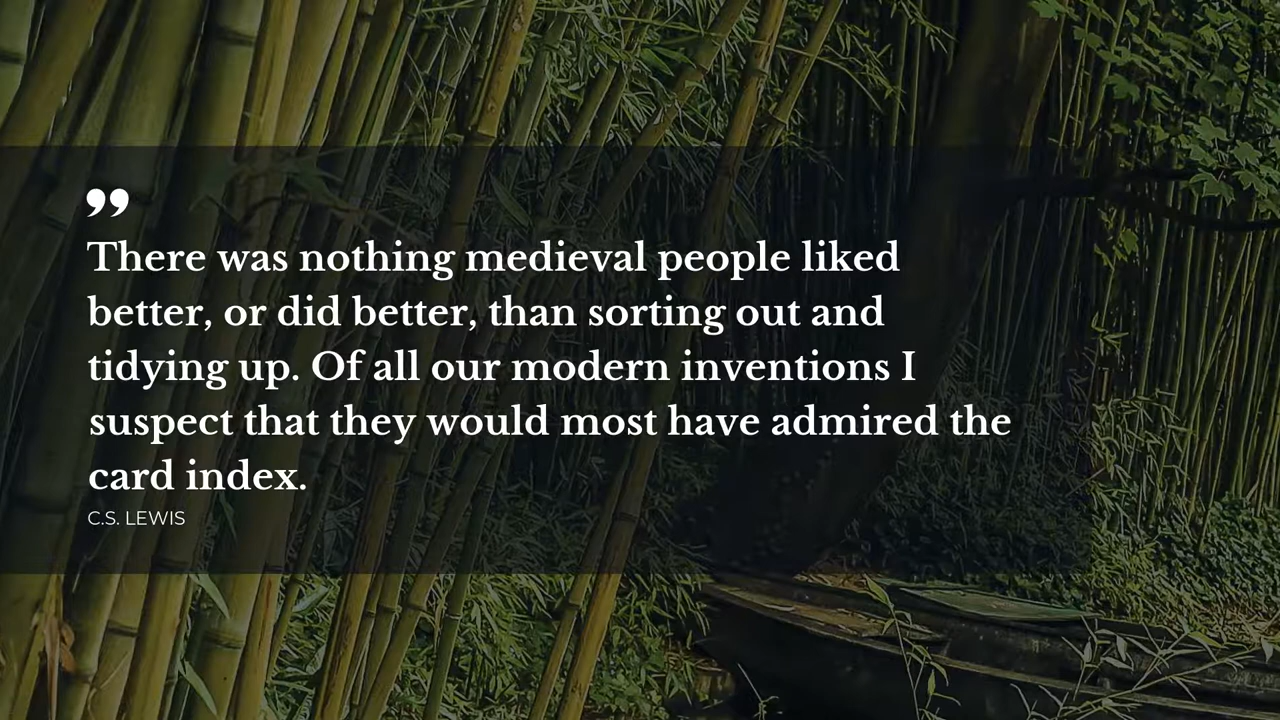 ”
There was nothing medieval people liked
better, or did better, than sorting out and
tidying up. Of all our modern inventions I
suspect that they would most have admired the
card index.
C.S. LEWIS